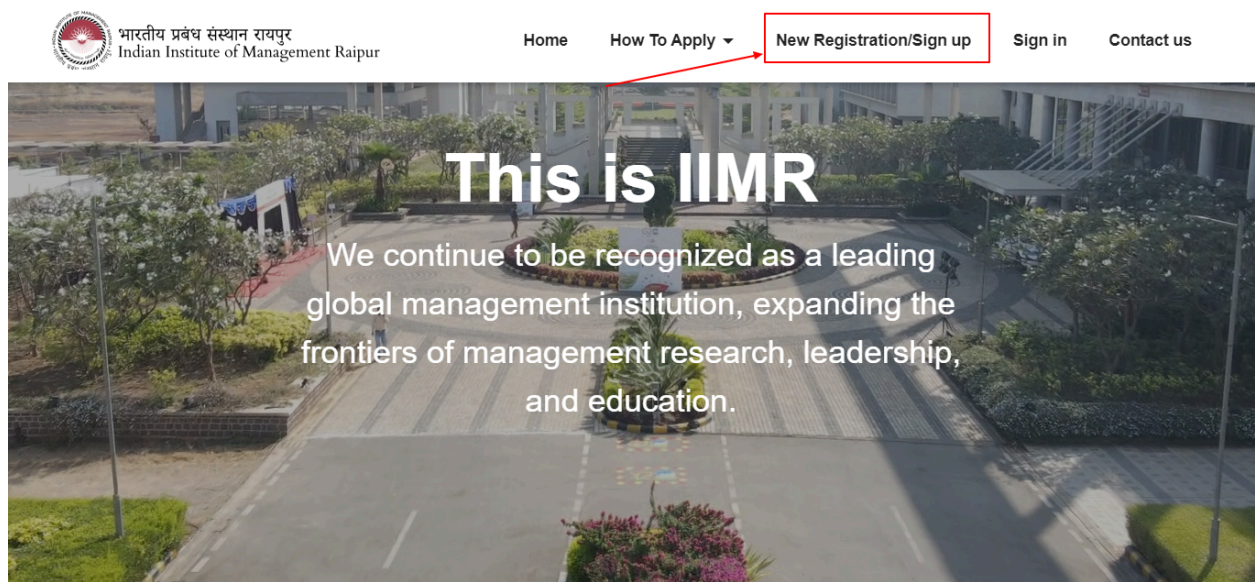 भारतीय प्रबंध संस्थान रायपुर
Indian Institute of Management Raipur
Home How To Apply New Registration/Sign up Sign in Contact us
This is IIMR
We continue to be recognized as a leading
global management institution, expanding the
frontiers of management research, leadership,
and education.